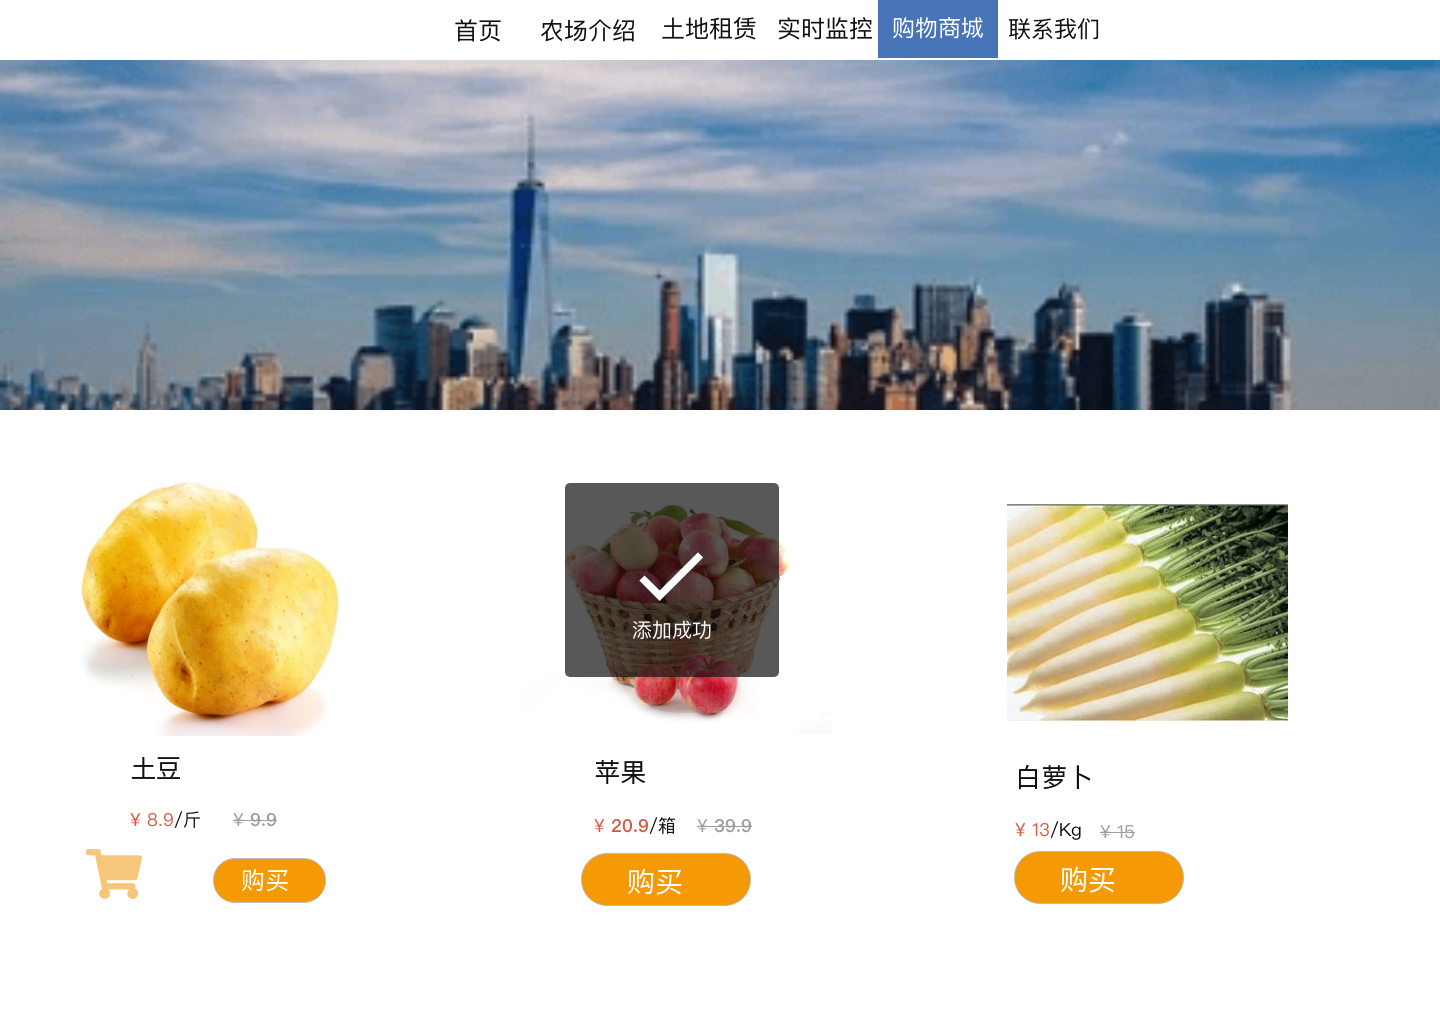 首页 农场介绍 土地租赁 实时监控 购物商城 联系我们
添加成功
土豆
¥ 8.9/斤 ¥ 9.9
购买
苹果
¥ 20.9/箱 ¥ 39.9
购买
白萝卜
¥ 13/Kg ¥ 15
购买